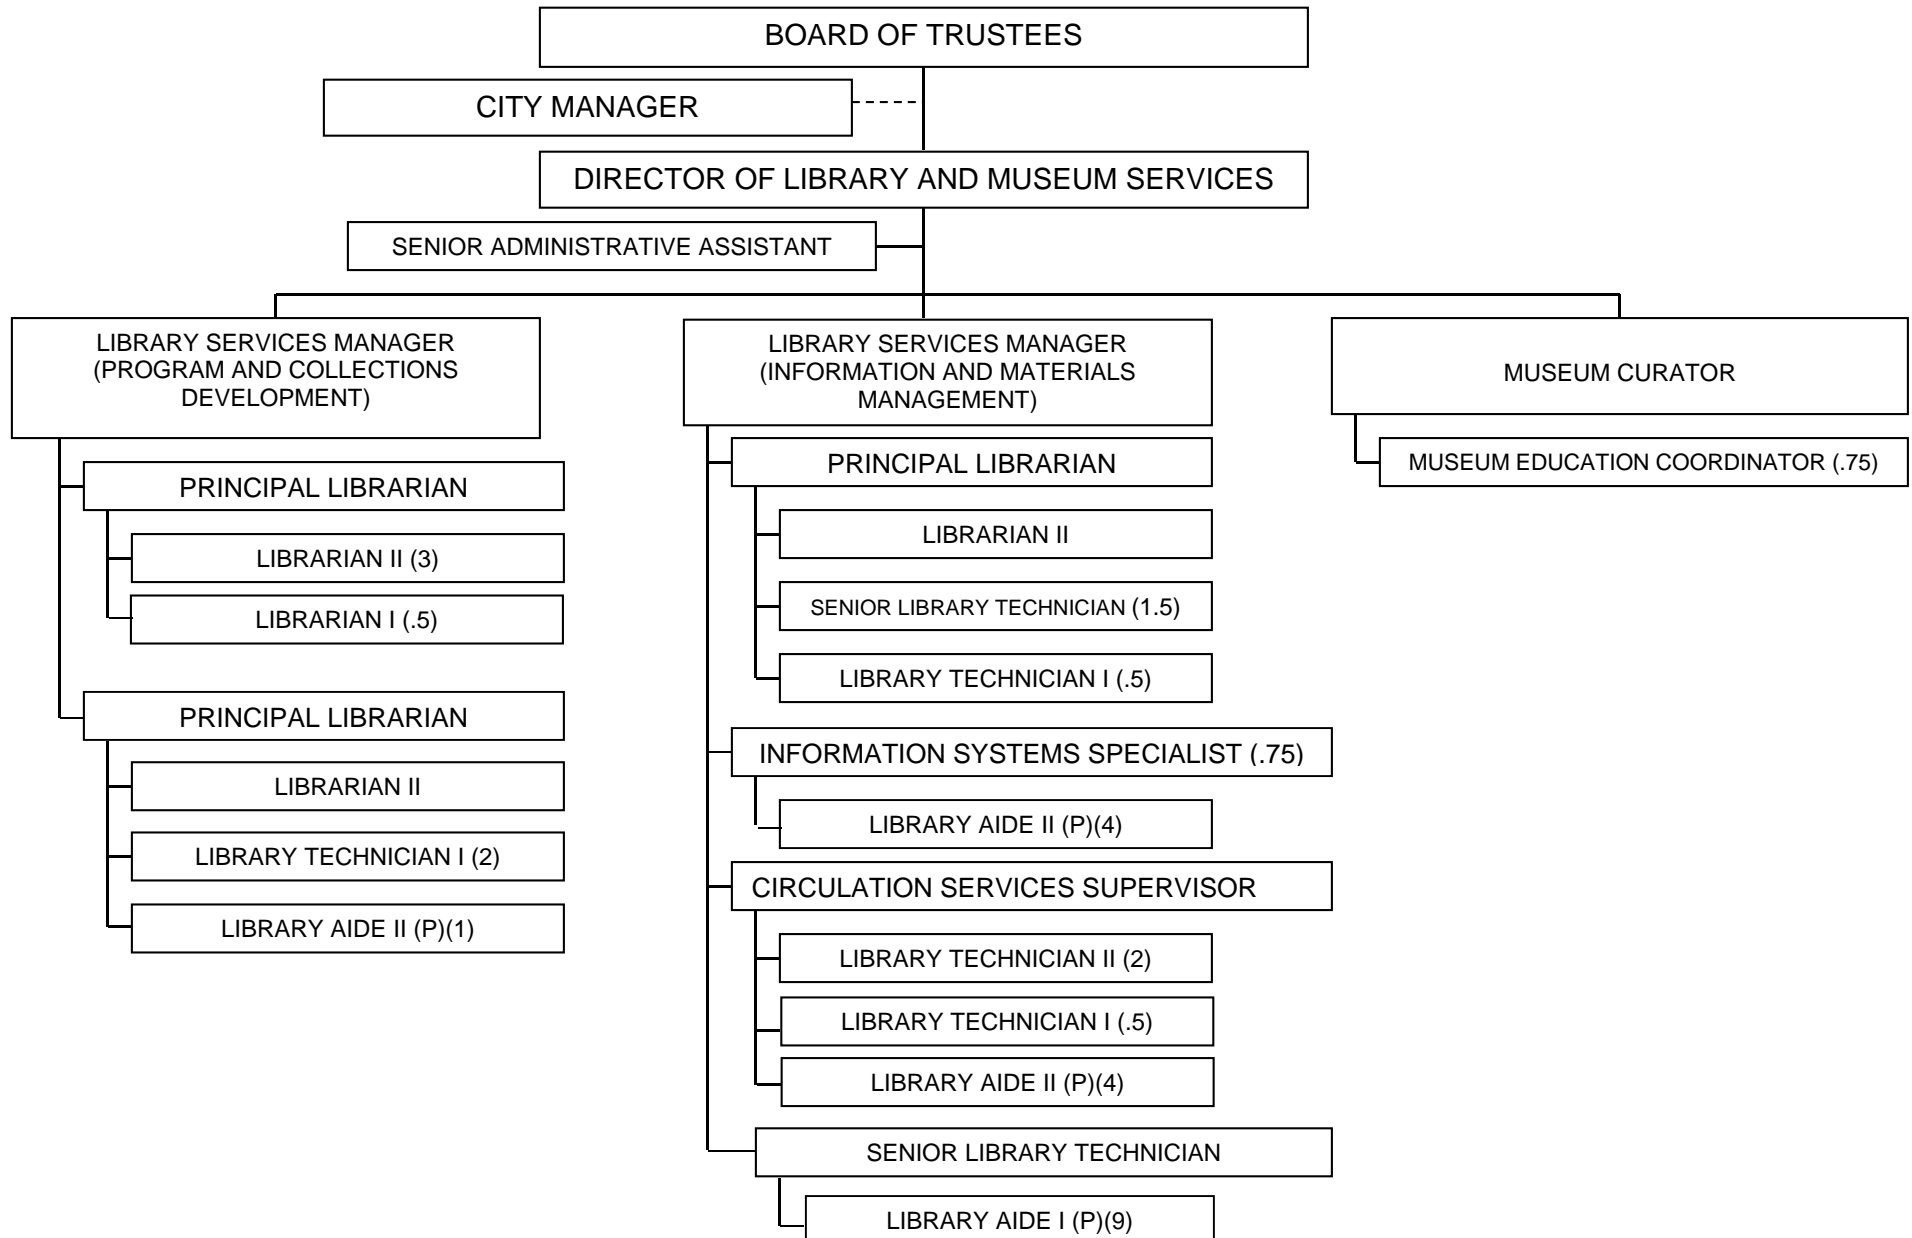 BOARD OF TRUSTEES
CITY MANAGER
DIRECTOR OF LIBRARY AND MUSEUM SERVICES
SENIOR ADMINISTRATIVE ASSISTANT
LIBRARY SERVICES MANAGER
(PROGRAM AND COLLECTIONS
DEVELOPMENT)
PRINCIPAL LIBRARIAN
LIBRARIAN II (3)
LIBRARIAN I (.5)
PRINCIPAL LIBRARIAN
LIBRARIAN II
LIBRARY TECHNICIAN I (2)
LIBRARY AIDE II (P)(1)
LIBRARY SERVICES MANAGER
(INFORMATION AND MATERIALS
MANAGEMENT)
PRINCIPAL LIBRARIAN
LIBRARIAN II
SENIOR LIBRARY TECHNICIAN (1.5)
LIBRARY TECHNICIAN I (.5)
INFORMATION SYSTEMS SPECIALIST (.75)
LIBRARY AIDE II (P)(4)
CIRCULATION SERVICES SUPERVISOR
LIBRARY TECHNICIAN II (2)
LIBRARY TECHNICIAN I (.5)
LIBRARY AIDE II (P)(4)
SENIOR LIBRARY TECHNICIAN
LIBRARY AIDE I (P)(9)
MUSEUM CURATOR
MUSEUM EDUCATION COORDINATOR (.75)